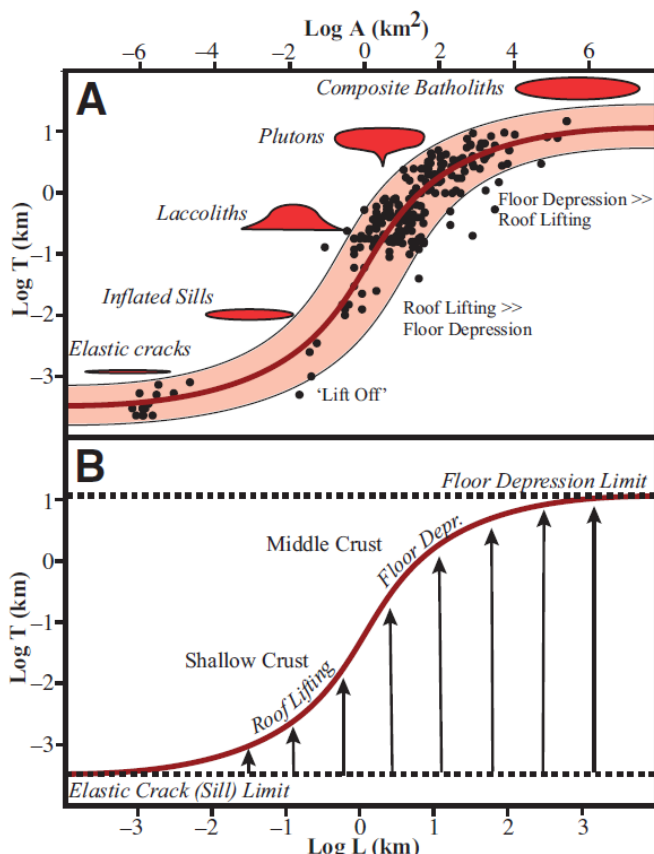 Log A (km2)
−6 −4 −2 0 2 4 6
A
Composite Batholiths
Plutons
Laccoliths
Inflated Sills
Elastic cracks
Floor Depression >>
Roof Lifting
Roof Lifting >>
Floor Depression
'Lift Off'
Log T (km)
1
0
−1
−2
−3
B
Floor Depression Limit
Middle Crust
Floor Depr.
Shallow Crust
Roof Lifting
Elastic Crack (Sill) Limit
Log T (km)
1
0
−1
−2
−3
−3 −2 −1 0 1 2 3
Log L (km)